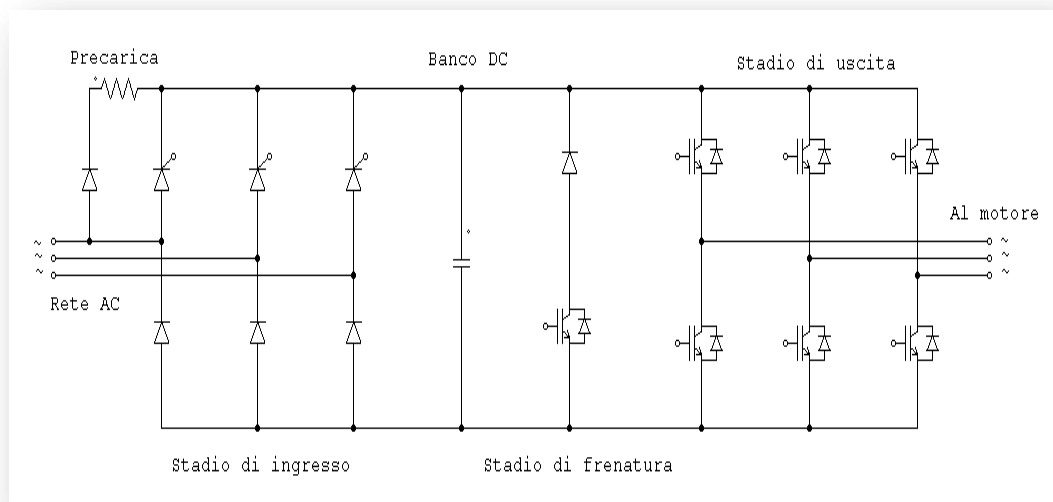 Precarica
Banco DC
Stadio di uscita
Al motore
~
~
~
~
~
~
Rete AC
Stadio di ingresso
Stadio di frenatura